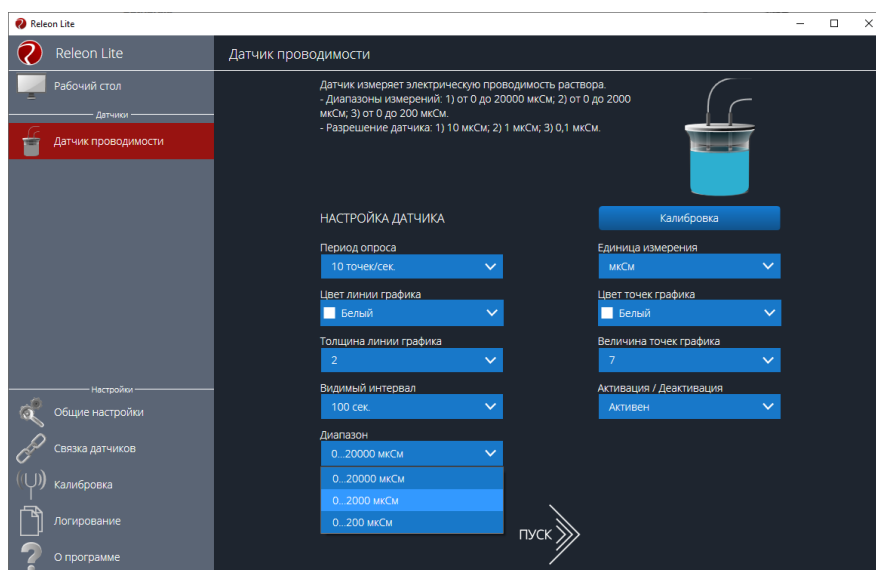 Releon Lite
Releon Lite
Датчик проводимости
Рабочий стол
Датчики
Датчик проводимости
Датчик измеряет электрическую проводимость раствора.
- Диапазоны измерений: 1) от 0 до 20000 мкСм; 2) от 0 до 2000
мкСм; 3) от 0 до 200 мкСм.
- Разрешение датчика: 1) 10 мкСм; 2) 1 мкСм; 3) 0,1 мкСм.
НАСТРОЙКА ДАТЧИКА
Калибровка
Период опроса
Единица измерения
10 точек/сек.
мкСм
Цвет линии графика
Цвет точек графика
Белый
Белый
Толщина линии графика
Величина точек графика
2
7
Видимый интервал
Активация / Деактивация
100 сек.
Активен
Диапазон
0...20000 мкСм
0...20000 мкСм
0...2000 мкСм
0...200 мкСм
ПУСК
Настройки
Общие настройки
Связка датчиков
Калибровка
Логирование
О программе